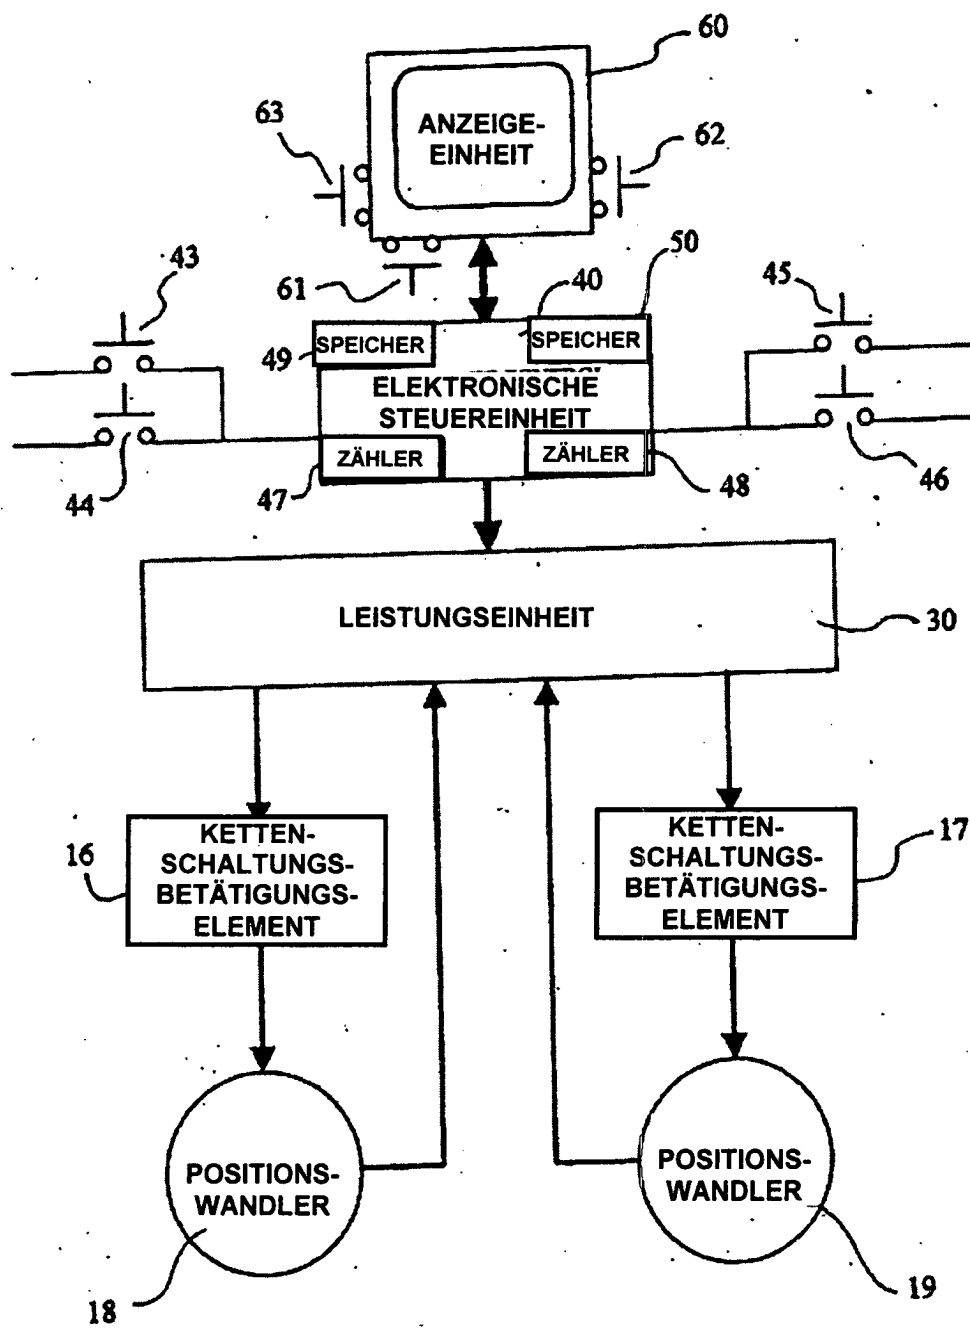 60
ANZEIGE-
EINHEIT
63
62
43
61
40
50
45
49
SPEICHER
SPEICHER
ELEKTRONISCHE
STEUEREINHEIT
ZÄHLER
ZÄHLER
44
47
48
46
LEISTUNGSEINHEIT
30
16
KETTEN-
SCHALTUNGS-
BETÄTIGUNGS-
ELEMENT
KETTEN-
SCHALTUNGS-
BETÄTIGUNGS-
ELEMENT
17
POSITIONS-
WANDLER
POSITIONS-
WANDLER
18
19